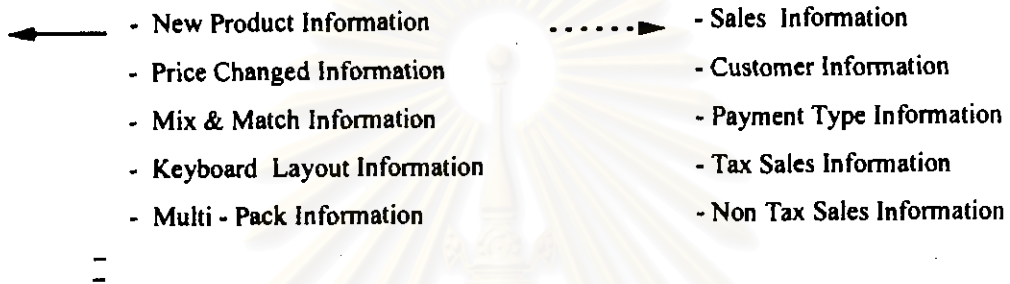 - New Product Information
- Price Changed Information
- Mix & Match Information
- Keyboard Layout Information
- Multi - Pack Information
- Sales Information
- Customer Information
- Payment Type Information
- Tax Sales Information
- Non Tax Sales Information